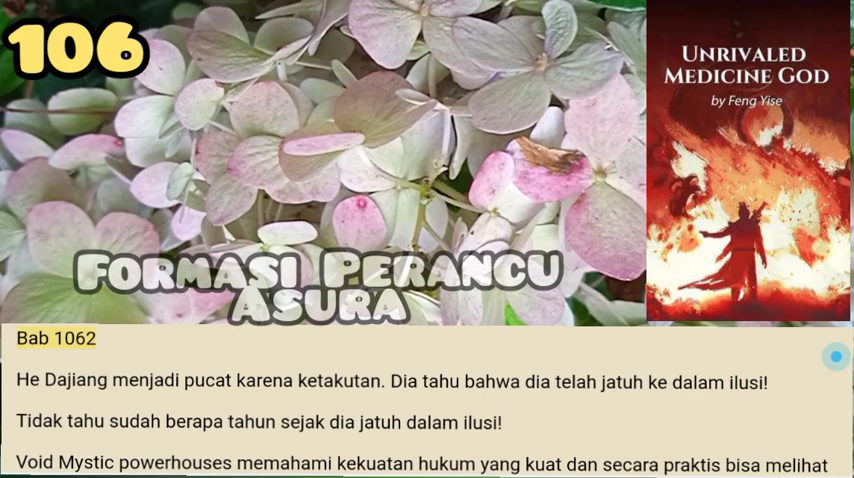 106
UNRIVALED
MEDICINE GOD
by Feng Yise
FORMASI PERANCU
ASURA
Bab 1062
He Dajiang menjadi pucat karena ketakutan. Dia tahu bahwa dia telah jatuh ke dalam ilusi!
Tidak tahu sudah berapa tahun sejak dia jatuh dalam ilusi!
Void Mystic powerhouses memahami kekuatan hukum yang kuat dan secara praktis bisa melihat